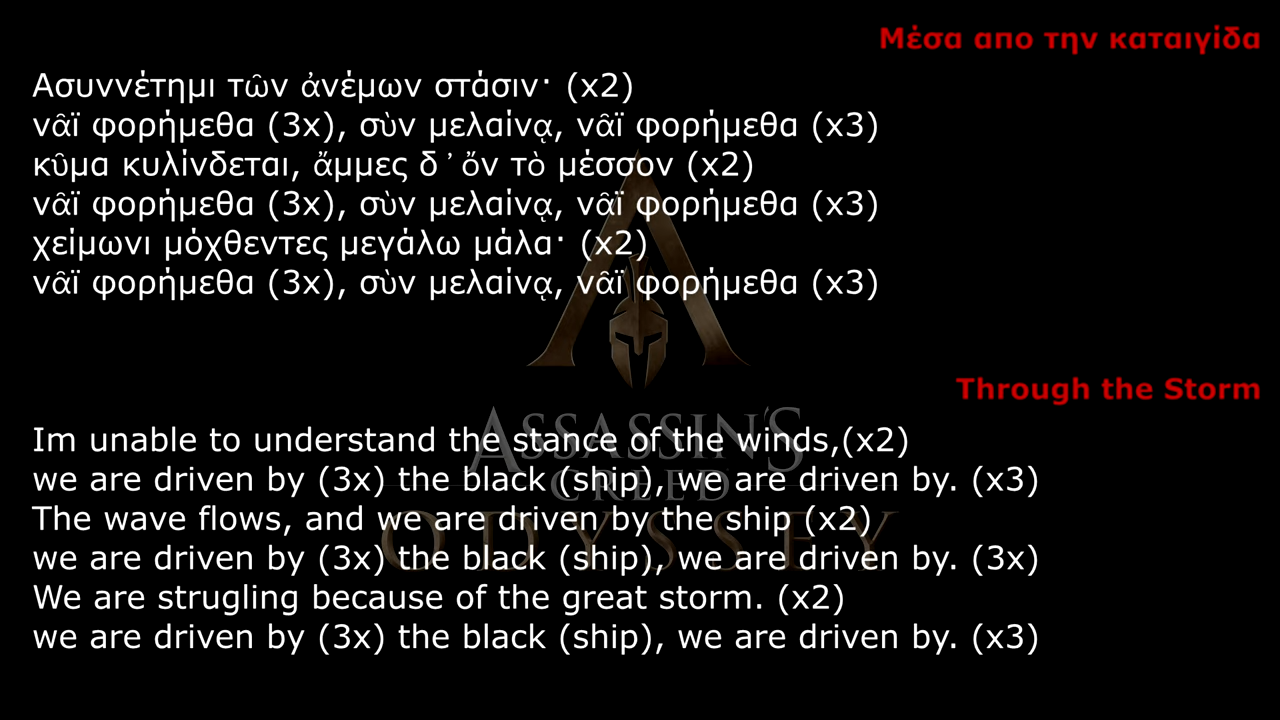 Μέσα απο την καταιγίδα
Ασυννέτημι τῶν ἀνέμων στάσιν· (x2)
νᾶϊ φορήμεθα (3x), σὺν μελαίνᾳ, νᾶϊ φορήμεθα (x3)
κῦμα κυλίνδεται, ἄμμες δ ̓ ὄν τὸ μέσσον (x2)
νᾶϊ φορήμεθα (3x), σὺν μελαίνᾳ, νᾶϊ φορήμεθα (x3)
χείμωνι μόχθεντες μεγάλω μάλα· (x2)
νᾶϊ φορήμεθα (3x), σὺν μελαίνᾳ, νᾶϊ φορήμεθα (x3)
Through the Storm
Im unable to understand the stance of the winds,(x2)
we are driven by (3x) the black (ship), we are driven by. (x3)
The wave flows, and we are driven by the ship (x2)
we are driven by (3x) the black (ship), we are driven by. (3x)
We are strugling because of the great storm. (x2)
we are driven by (3x) the black (ship), we are driven by. (x3)
ASSASSIN'S
CREED
ODYSSEY